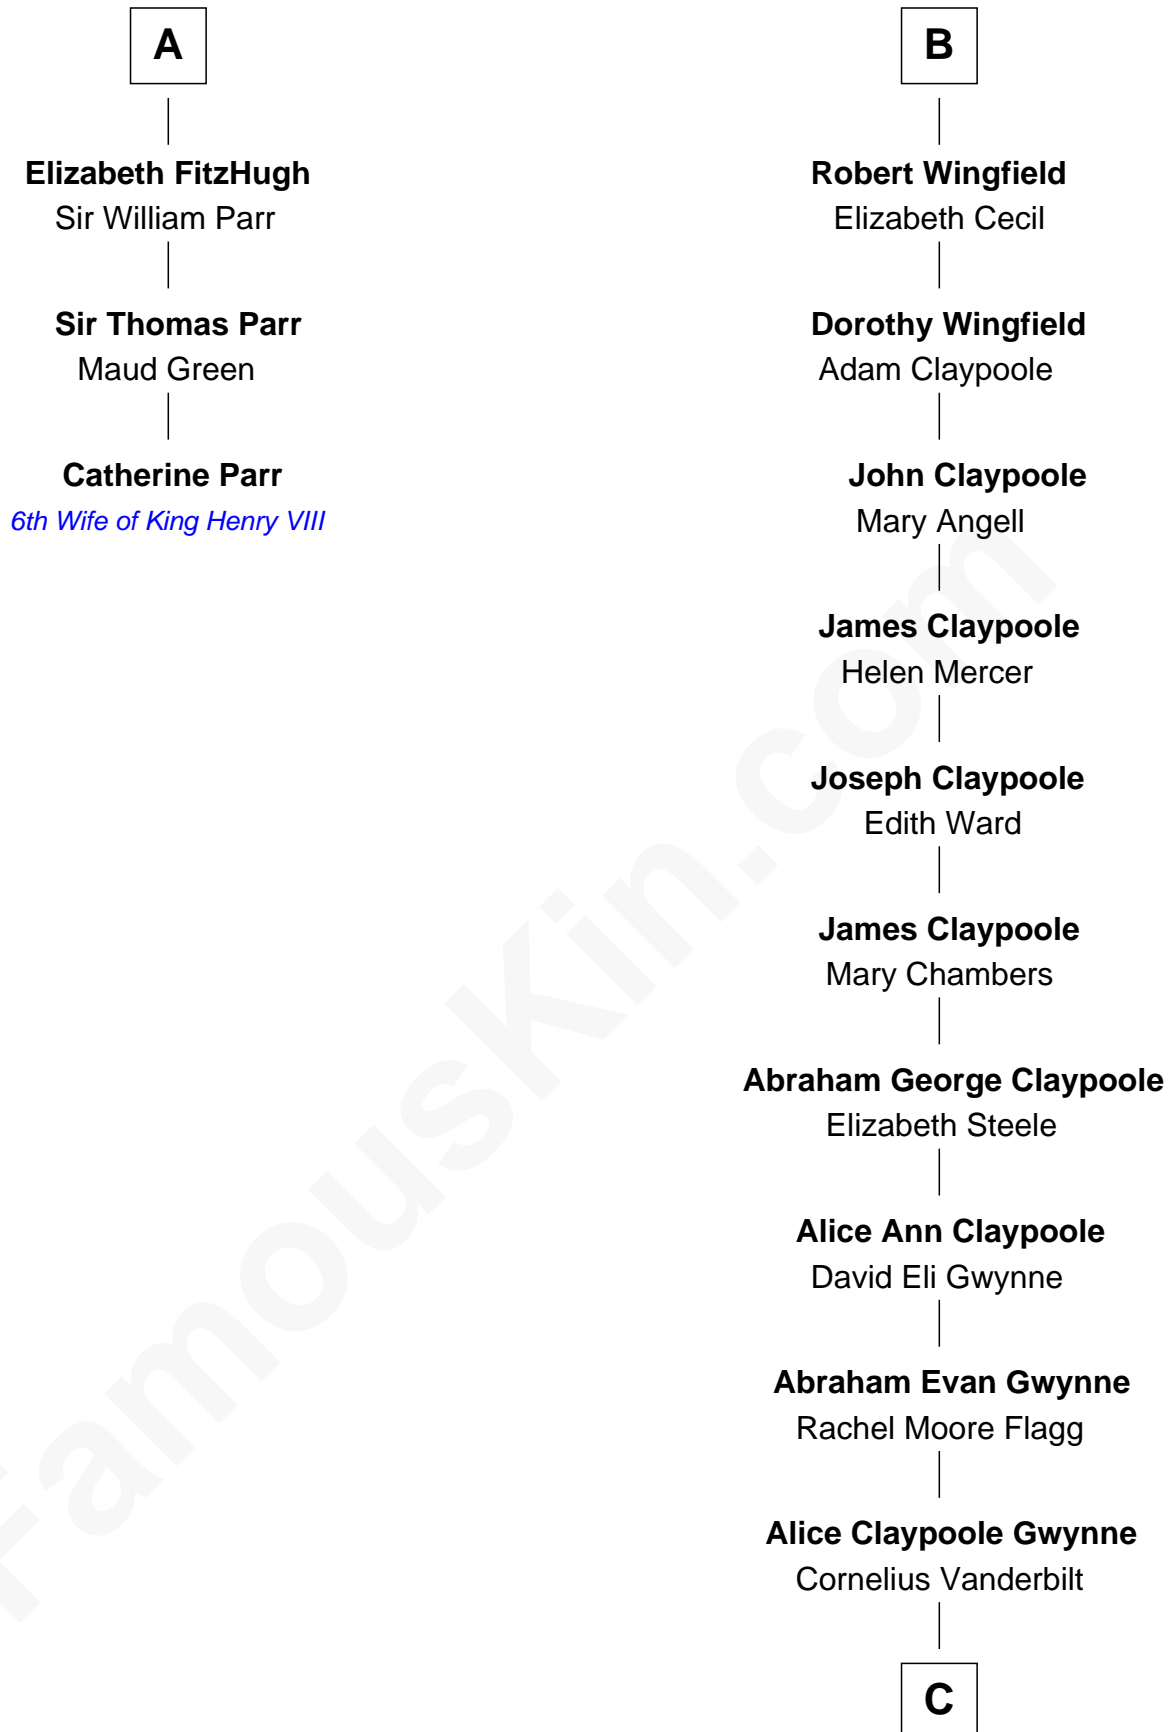 A
Elizabeth FitzHugh
Sir William Parr
Sir Thomas Parr
Maud Green
Catherine Parr
6th Wife of King Henry VIII
B
Robert Wingfield
Elizabeth Cecil
Dorothy Wingfield
Adam Claypoole
John Claypoole
Mary Angell
James Claypoole
Helen Mercer
Joseph Claypoole
Edith Ward
James Claypoole
Mary Chambers
Abraham George Claypoole
Elizabeth Steele
Alice Ann Claypoole
David Eli Gwynne
Abraham Evan Gwynne
Rachel Moore Flagg
Alice Claypoole Gwynne
Cornelius Vanderbilt
C
FamousKin.com